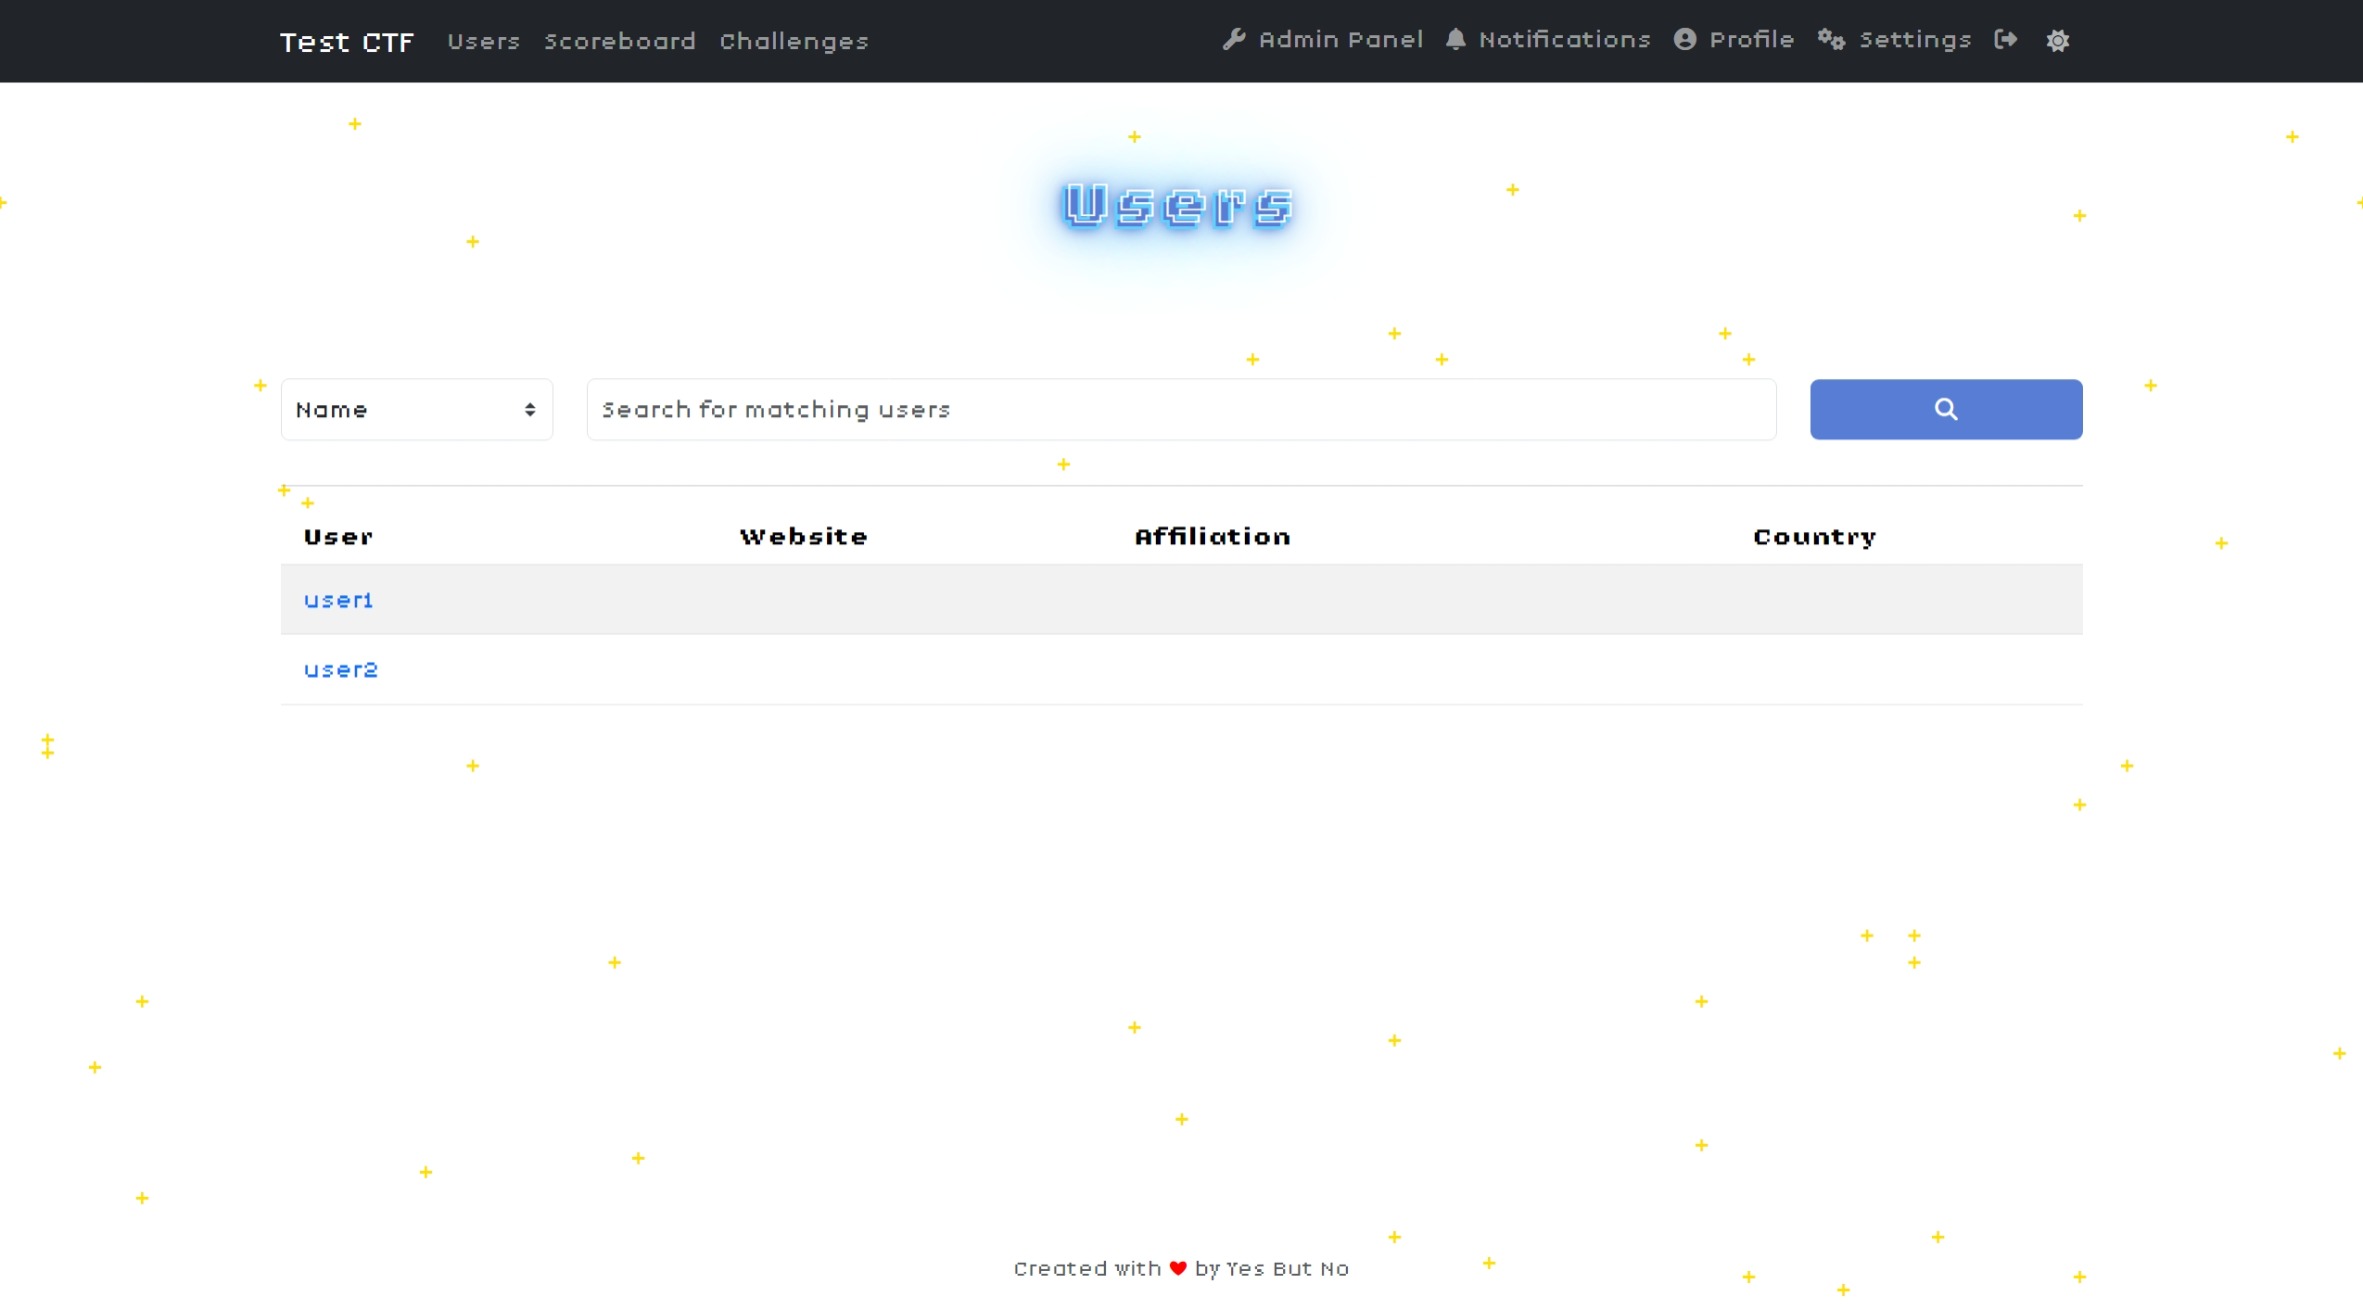 Test CTF Users Scoreboard Challenges Admin Panel Notifications Profile Settings
Users
Name Search for matching users
User Website Affiliation Country
user1
user2
Created with ❤ by Yes But No